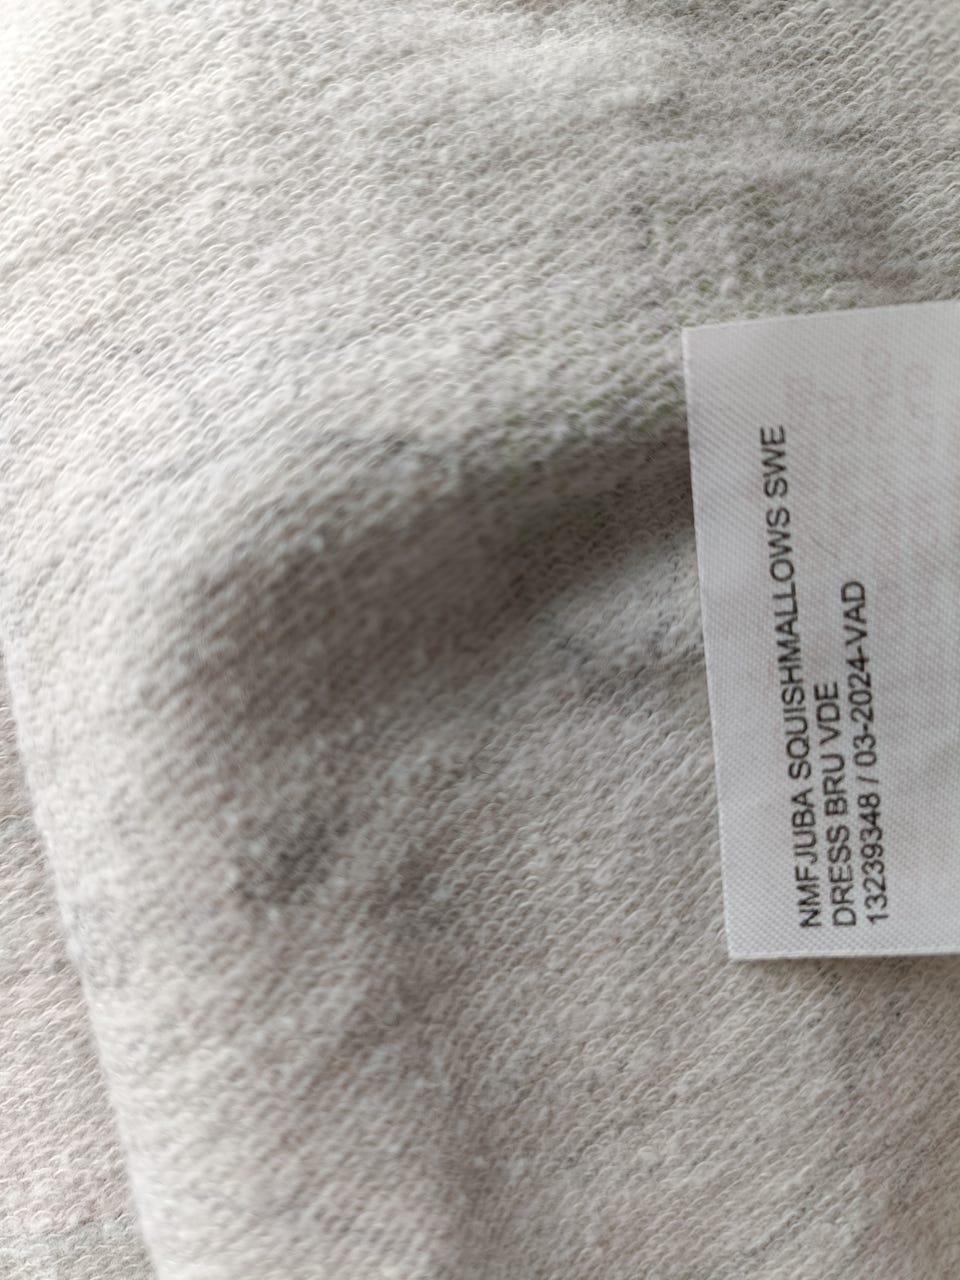 NMFJUBA SQUISHMALLOWS SWE
DRESS BRU VDE
13239348 / 03-2024-VAD